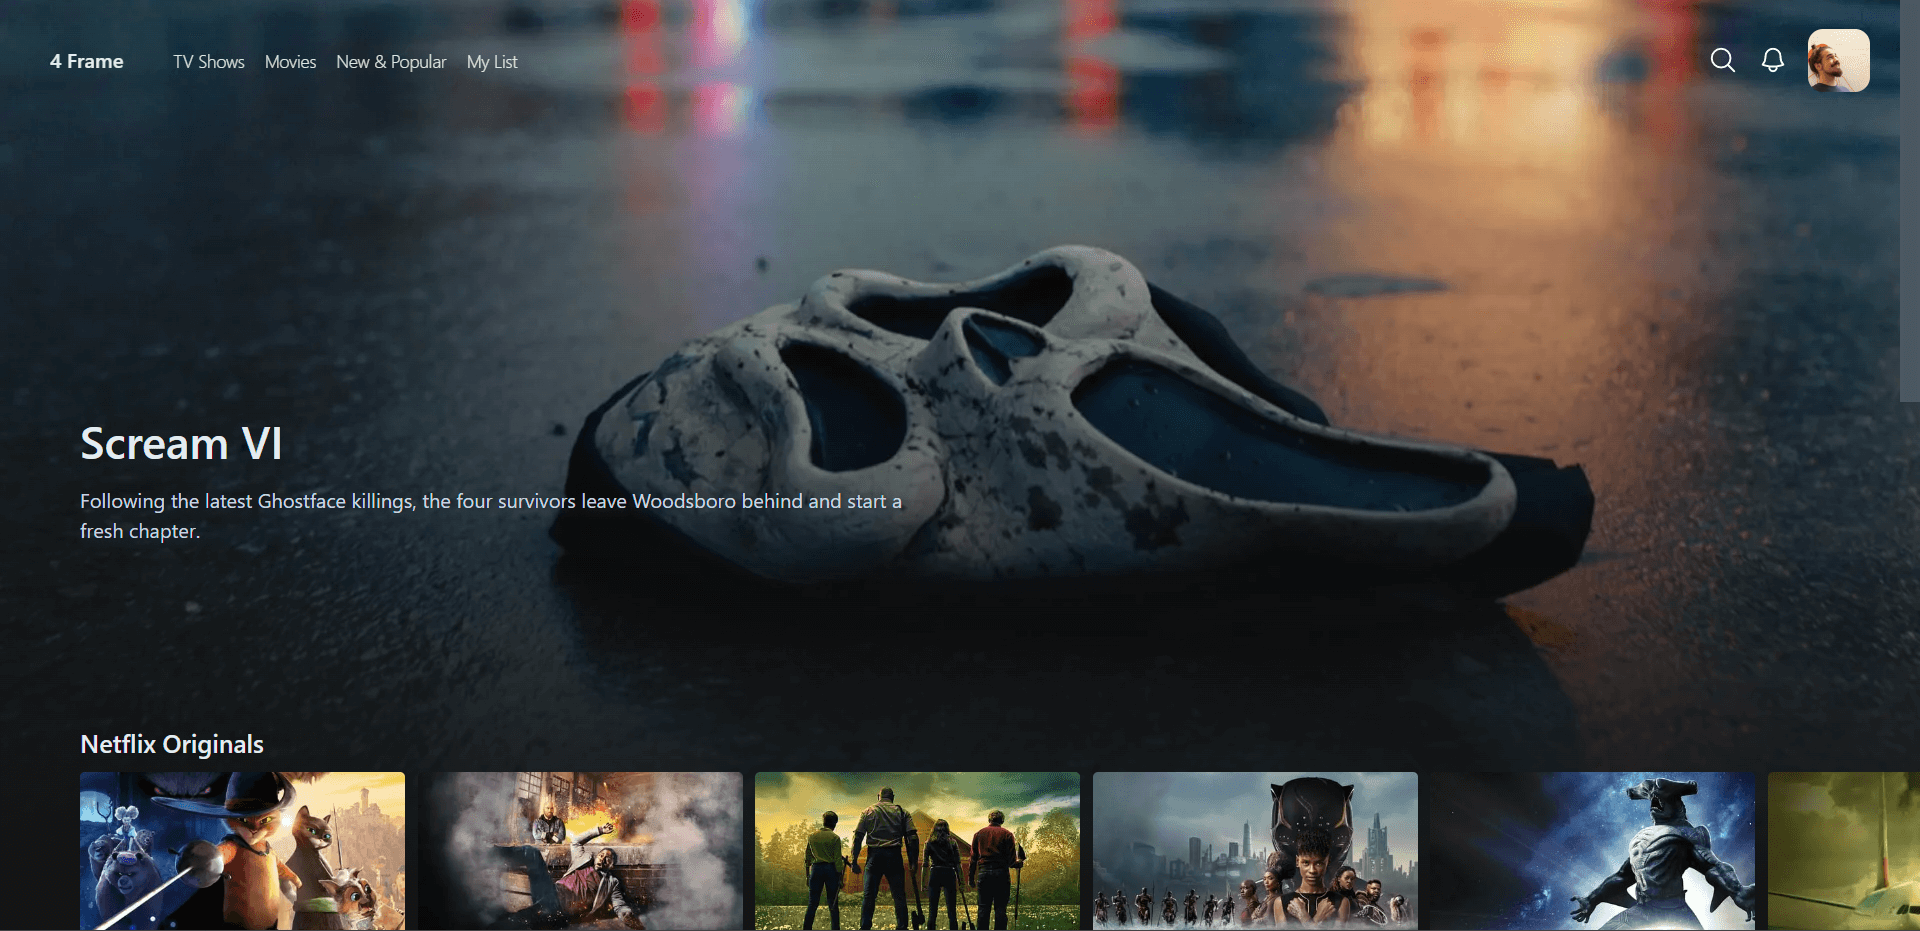 4 Frame
TV Shows
Movies
New & Popular
My List
Scream VI
Following the latest Ghostface killings, the four survivors leave Woodsboro behind and start a
fresh chapter.
Netflix Originals